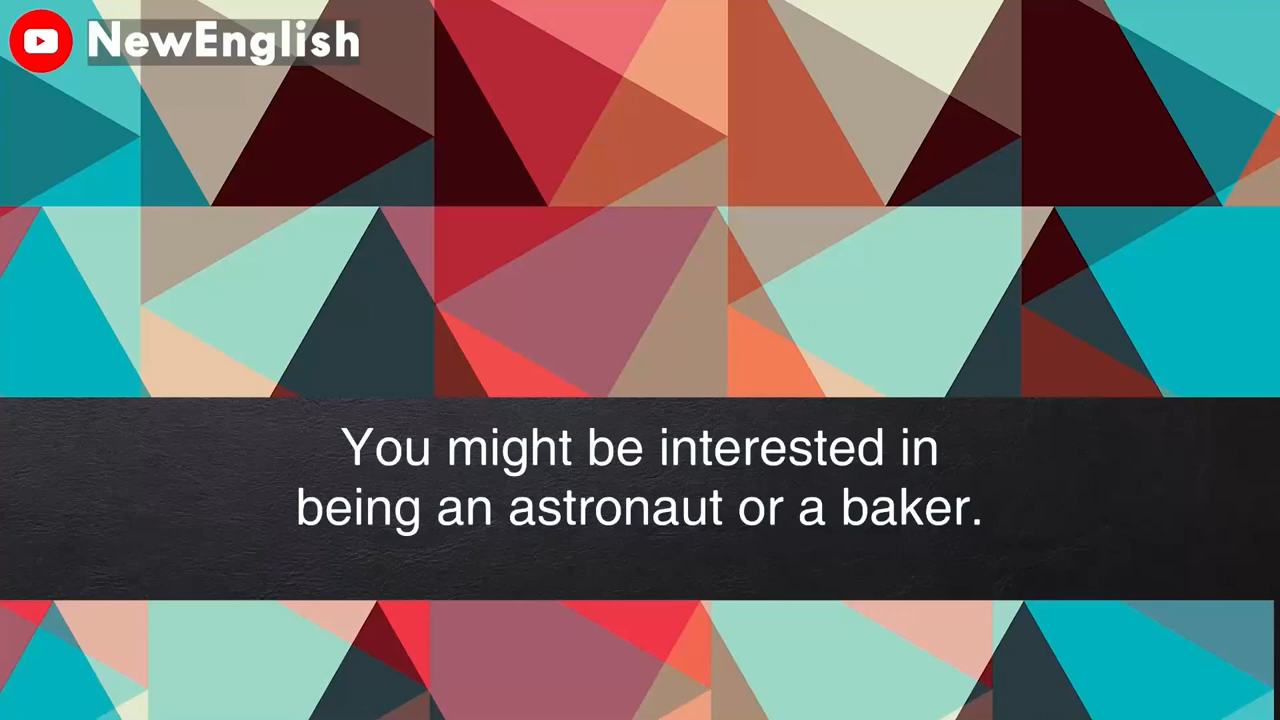 NewEnglish
You might be interested in
being an astronaut or a baker.